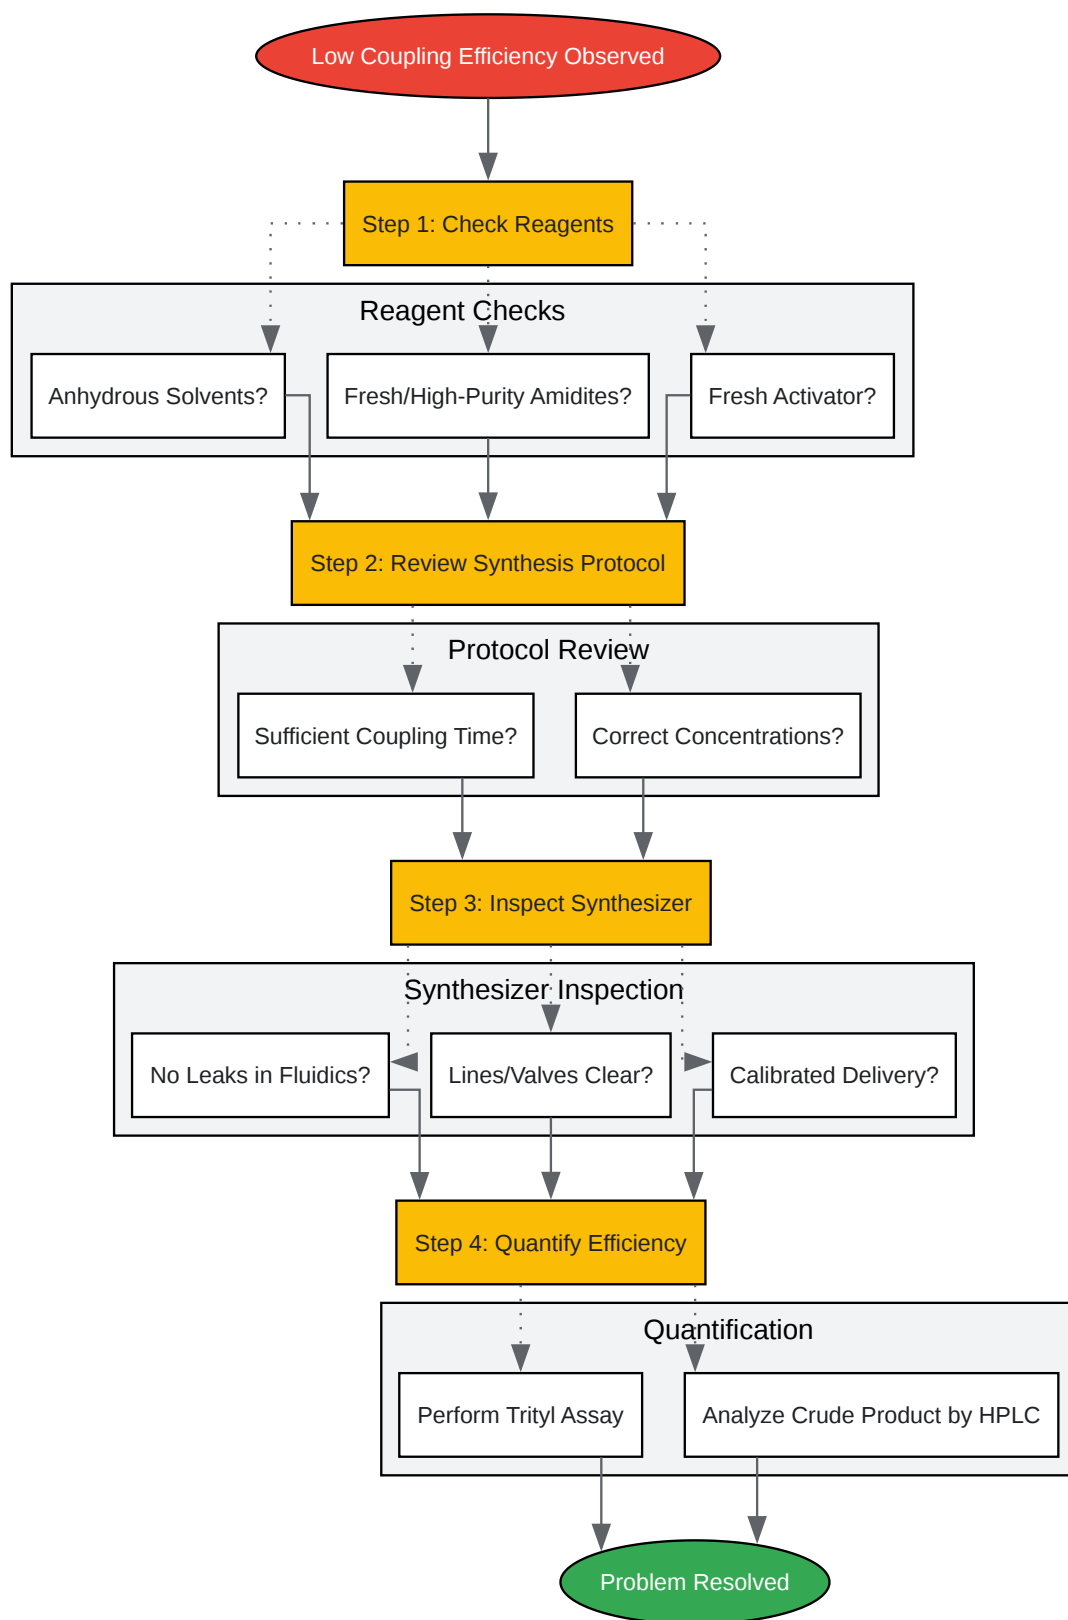 Low Coupling Efficiency Observed
Step 1: Check Reagents
Reagent Checks
Anhydrous Solvents?
Fresh/High-Purity Amidites?
Fresh Activator?
Step 2: Review Synthesis Protocol
Protocol Review
Sufficient Coupling Time?
Correct Concentrations?
Step 3: Inspect Synthesizer
Synthesizer Inspection
No Leaks in Fluidics?
Lines/Valves Clear?
Calibrated Delivery?
Step 4: Quantify Efficiency
Quantification
Perform Trityl Assay
Analyze Crude Product by HPLC
Problem Resolved